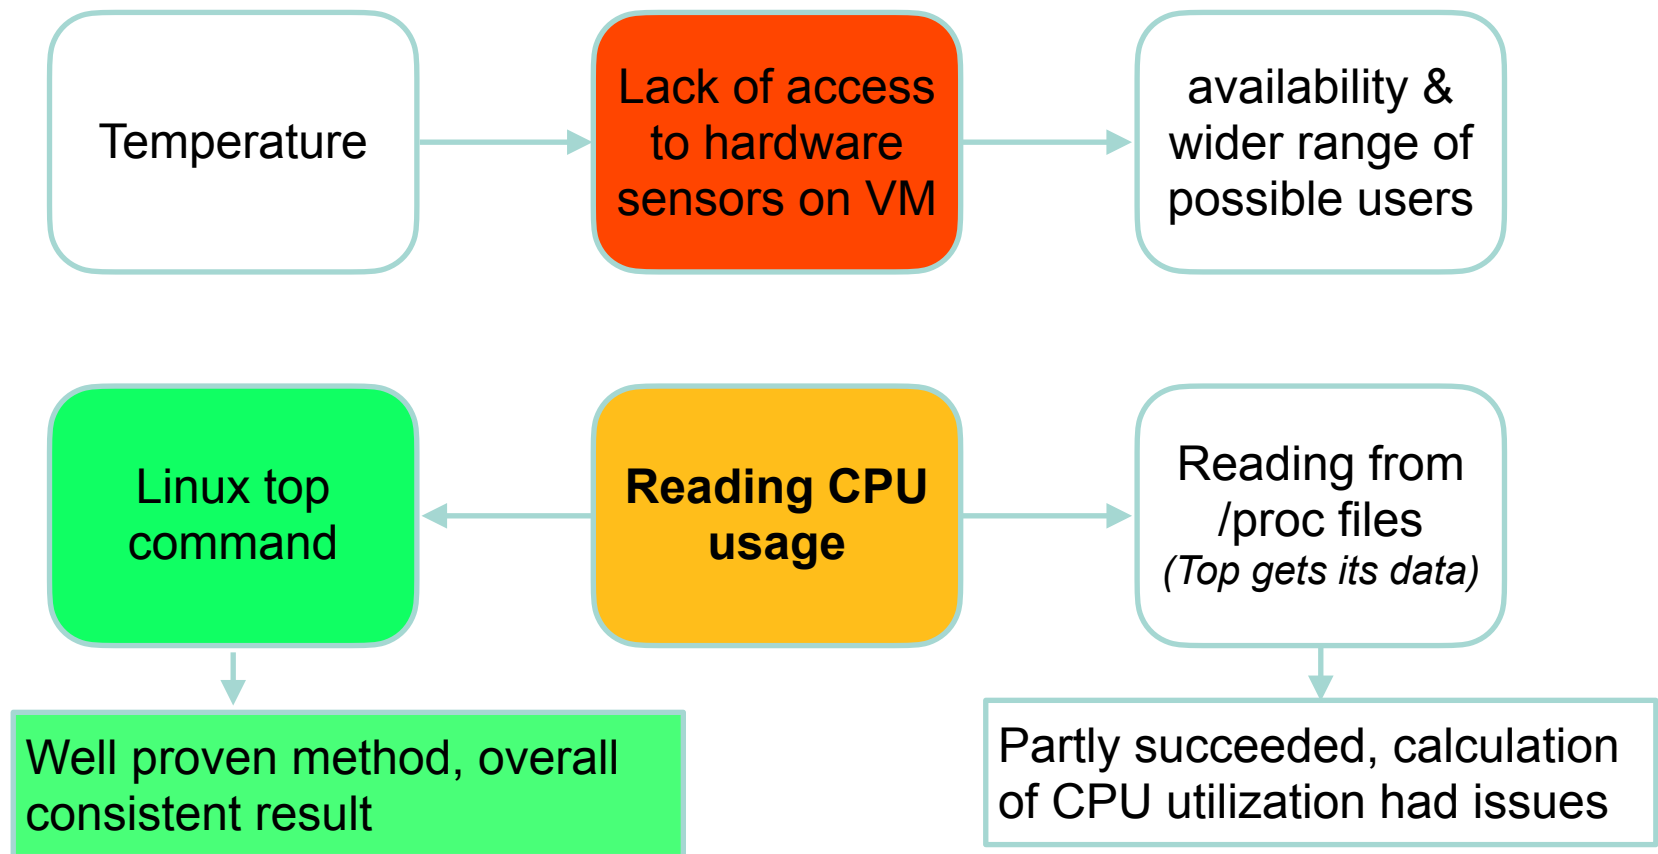 Temperature
Lack of access
to hardware
sensors on VM
availability &
wider range of
possible users
Linux top
command
Reading CPU
usage
Reading from
/proc files
(Top gets its data)
Well proven method, overall
consistent result
Partly succeeded, calculation
of CPU utilization had issues